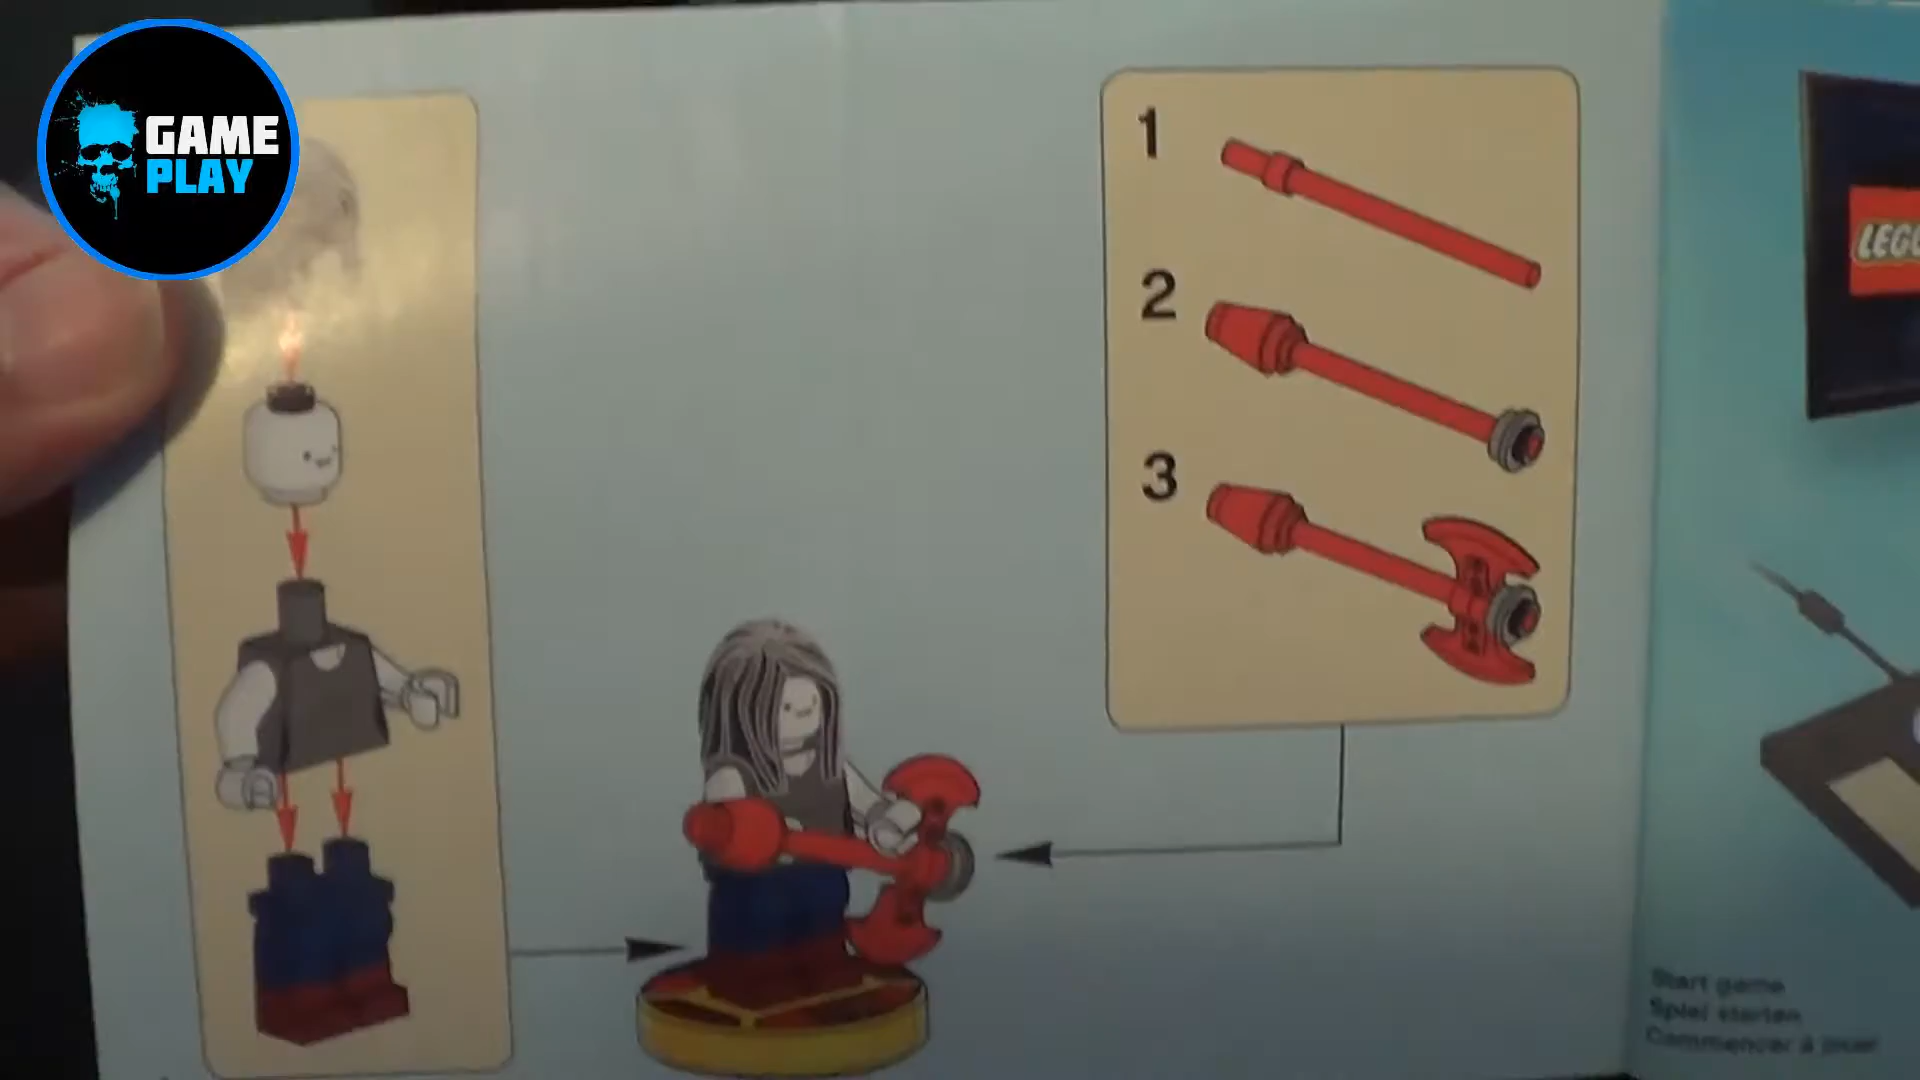 GAME
PLAY
1
2
3
LEGO
Start game
Spiel starten
Commencer à jouer